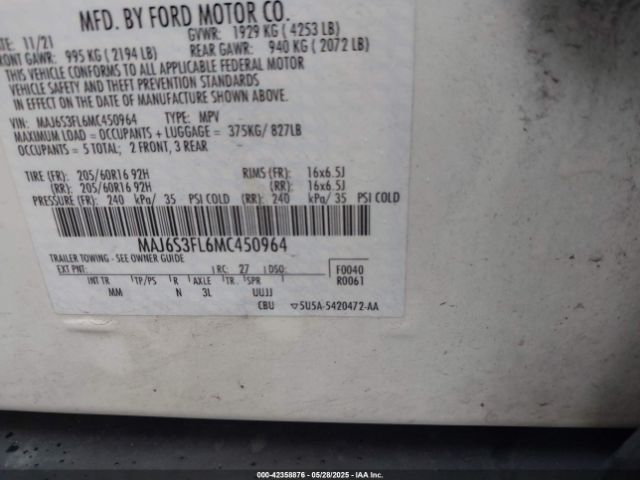 MFD. BY FORD MOTOR CO.
DATE: 11/21 GVWR: 1929 KG ( 4253 LB)
FRONT GAWR: 995 KG ( 2194 LB) REAR GAWR: 940 KG ( 2072 LB)
THIS VEHICLE CONFORMS TO ALL APPLICABLE FEDERAL MOTOR
VEHICLE SAFETY AND THEFT PREVENTION STANDARDS
IN EFFECT ON THE DATE OF MANUFACTURE SHOWN ABOVE.
VIN: MAJ6S3FL6MC450964 TYPE: MPV
MAXIMUM LOAD = OCCUPANTS + LUGGAGE = 375KG/ 827LB
OCCUPANTS = 5 TOTAL; 2 FRONT, 3 REAR
TIRE (FR): 205/60R16 92H RIMS (FR): 16x6.5J
(RR): 205/60R16 92H (RR): 16x6.5J
PRESSURE (FR): 240 kPa/ 35 PSI COLD (RR): 240 kPa/ 35 PSI COLD
MAJ6S3FL6MC450964
TRAILER TOWING - SEE OWNER GUIDE
EXT PNT: RC: 27 DSO: F0040
INT TR TP/PS R AXLE TR SPR R0061
MM N 3L UUJJ
CBU ▽5U5A-5420472-AA
© 000-42358876 05/28/2025 IAA Inc.